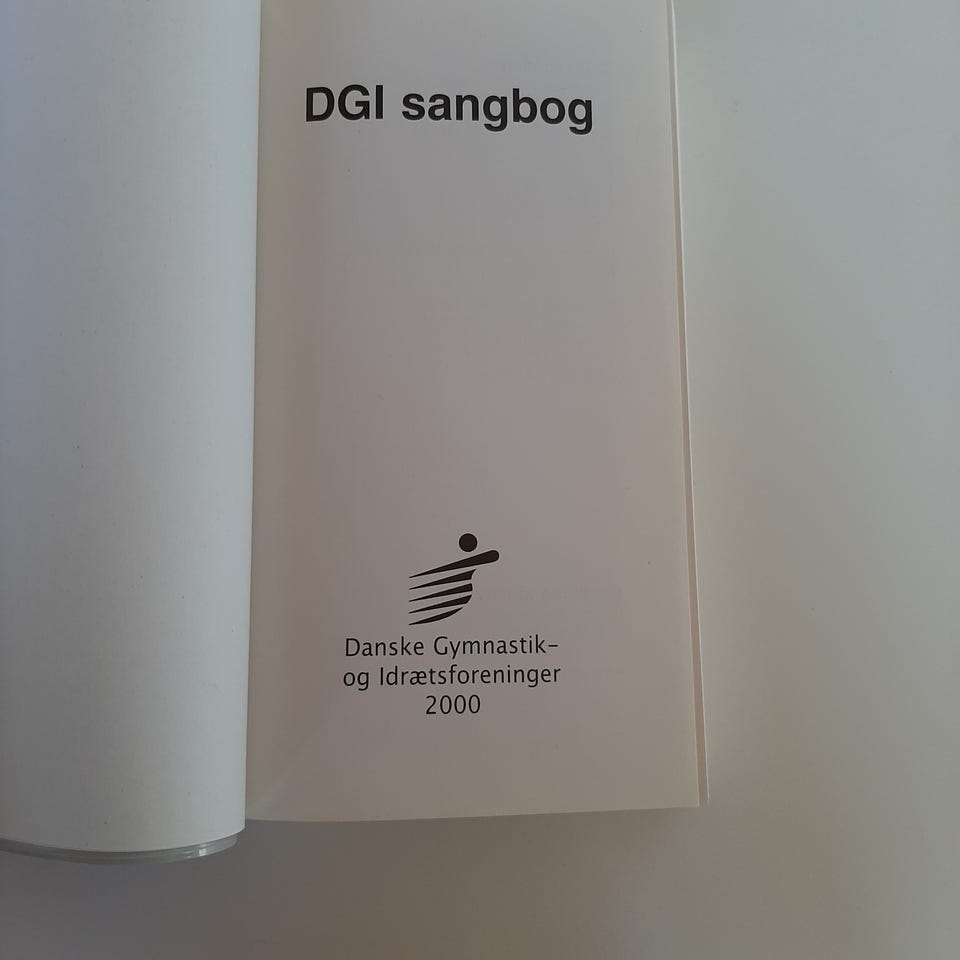 DGI sangbog
Danske Gymnastik-
og Idrætsforeninger
2000